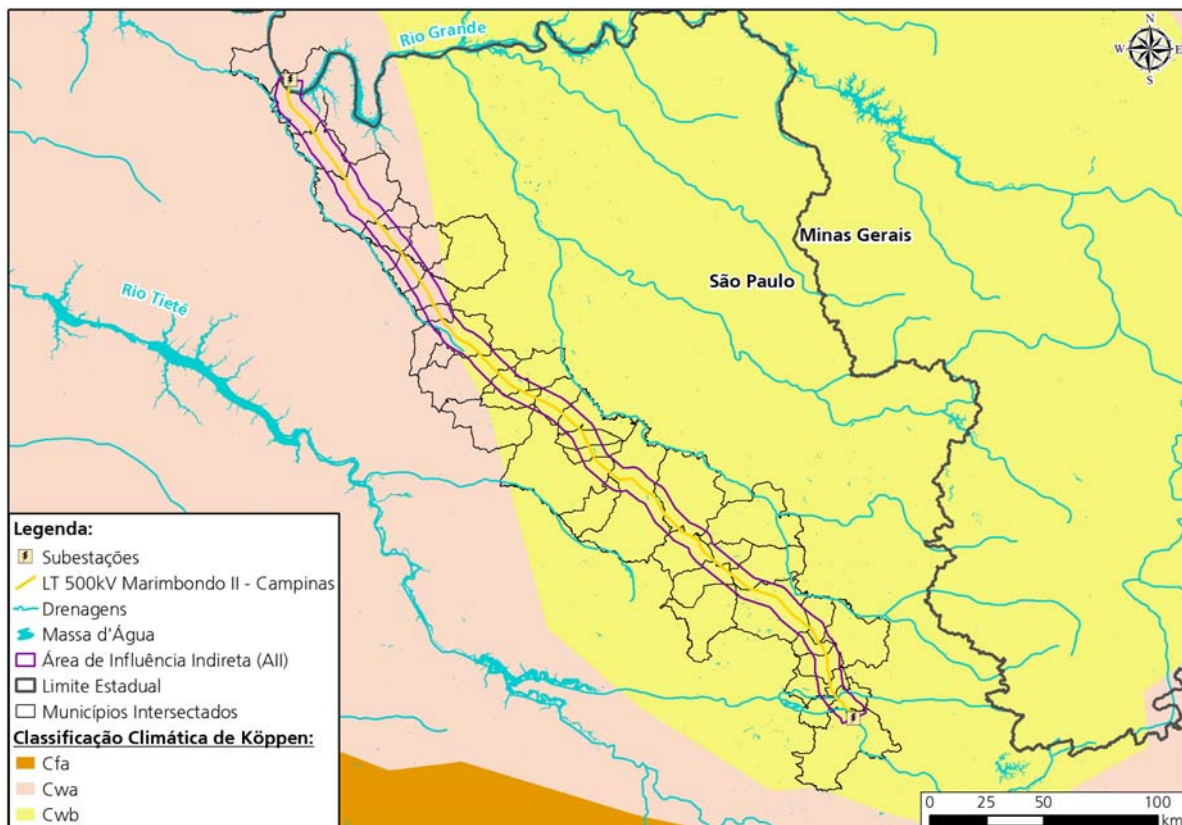 Rio Grande
N
W E
S
Minas Gerais
São Paulo
Rio Tietê
Legenda:
Subestações
LT 500kV Marimbondo II - Campinas
Drenagens
Massa d'Água
Área de Influência Indireta (AII)
Limite Estadual
Municípios Intersectados
Classificação Climática de Köppen:
Cfa
Cwa
Cwb
0 25 50 100
km